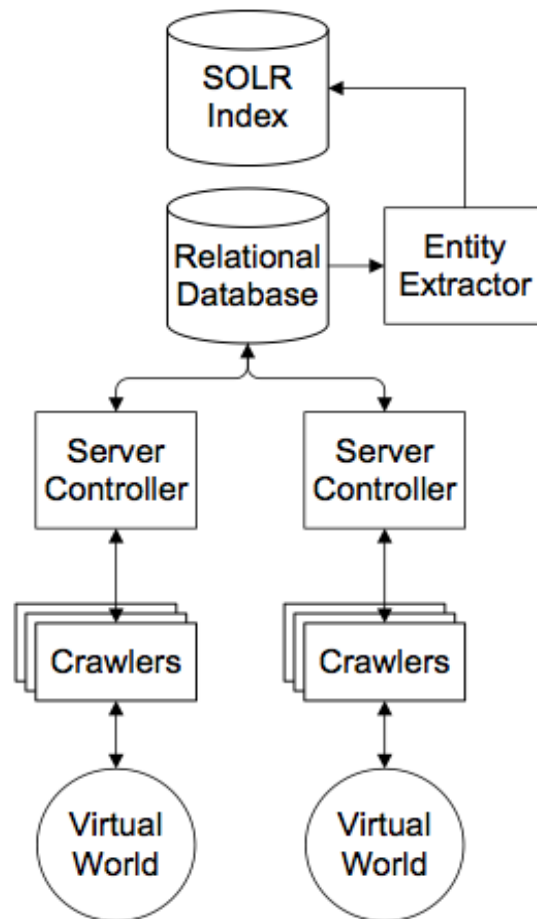 SOLR
Index
Relational
Database
Entity
Extractor
Server
Controller
Server
Controller
Crawlers
Crawlers
Virtual
World
Virtual
World